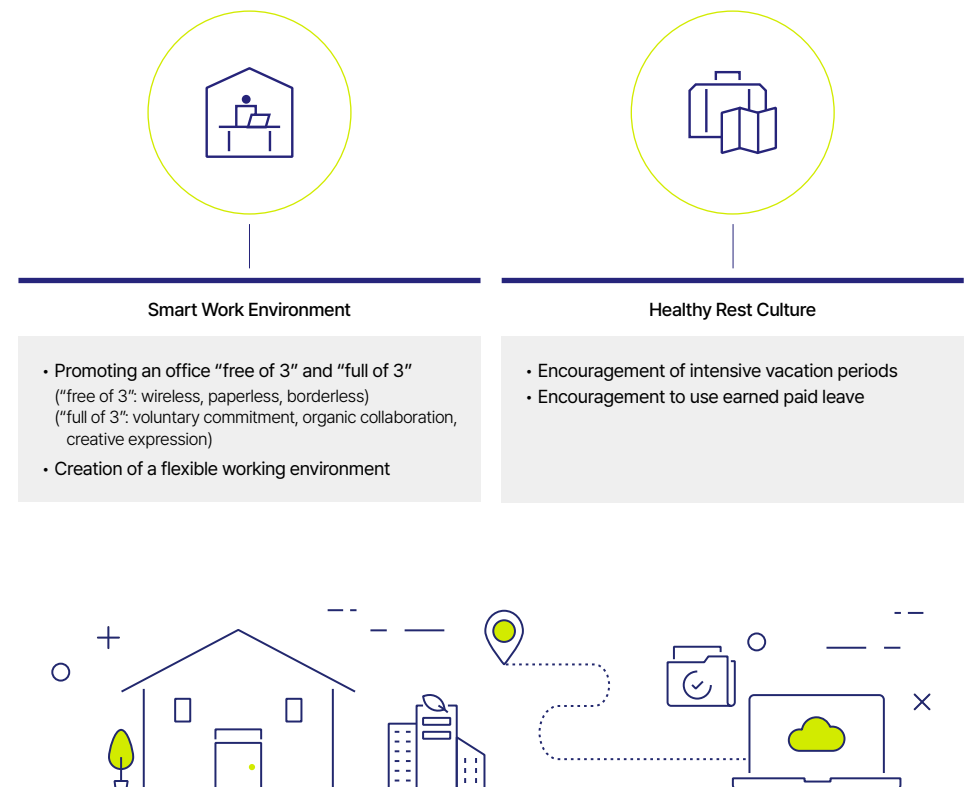 Smart Work Environment
• Promoting an office “free of 3” and “full of 3”
(“free of 3”: wireless, paperless, borderless)
(“full of 3”: voluntary commitment, organic collaboration,
creative expression)
• Creation of a flexible working environment
Healthy Rest Culture
• Encouragement of intensive vacation periods
• Encouragement to use earned paid leave